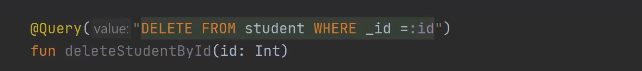 @Query( value: "DELETE FROM student WHERE _id =:id")
fun deleteStudentById(id: Int)